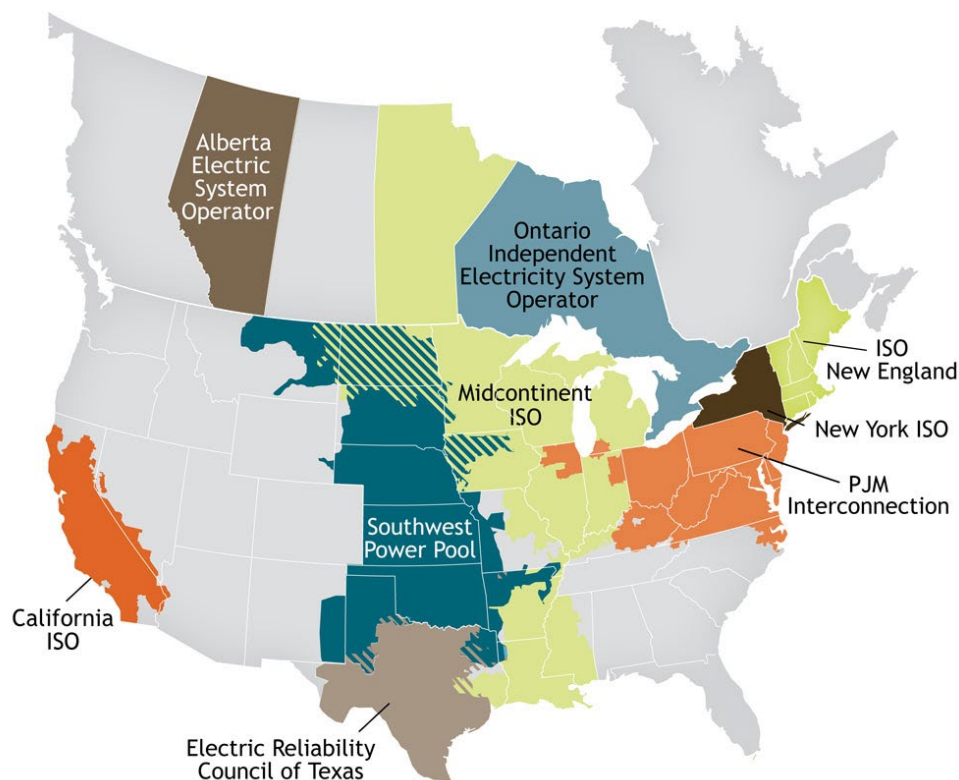 Alberta
Electric
System
Operator
Ontario
Independent
Electricity System
Operator
ISO
New England
Midcontinent
ISO
New York ISO
PJM
Interconnection
Southwest
Power Pool
California
ISO
Electric Reliability
Council of Texas